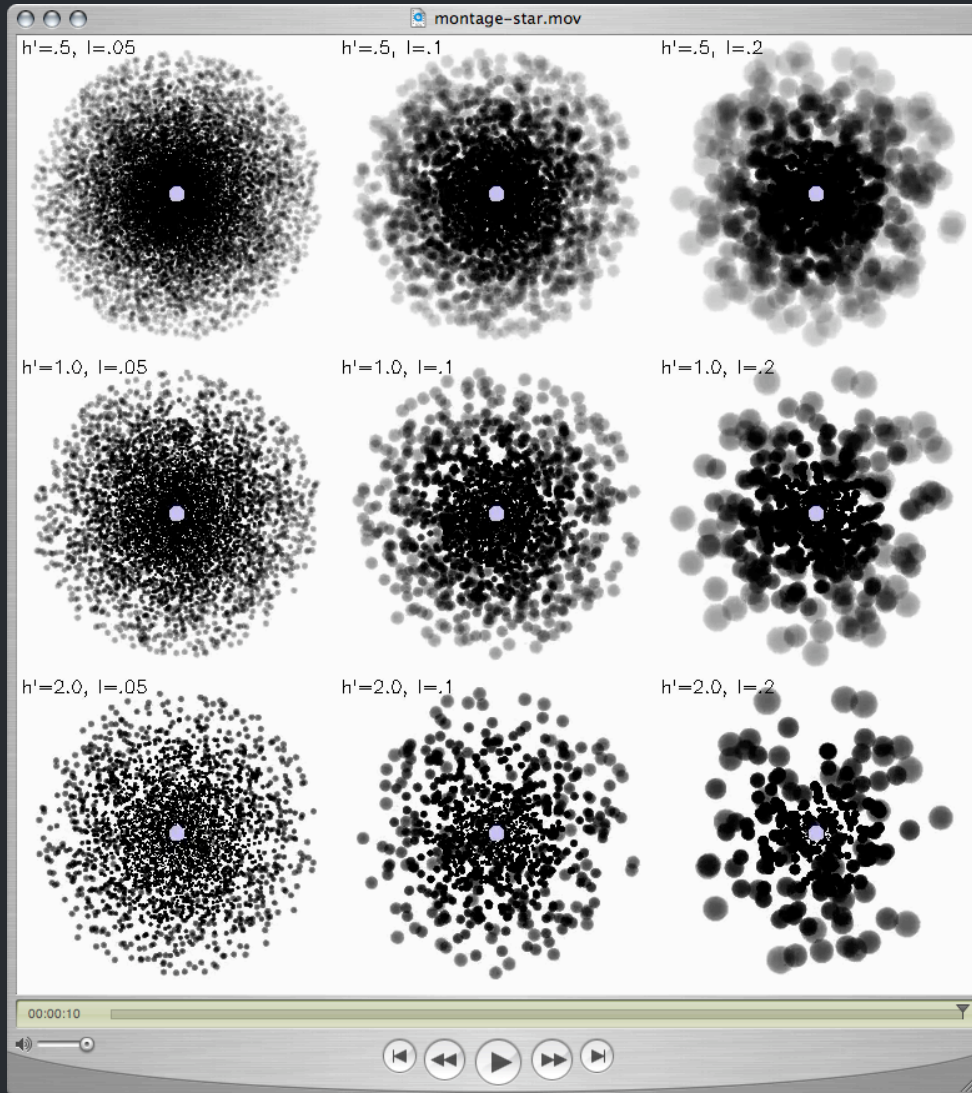 montage-star.mov
h'=.5, l=.05
h'=.5, l=.1
h'=.5, l=.2
h'=1.0, l=.05
h'=1.0, l=.1
h'=1.0, l=.2
h'=2.0, l=.05
h'=2.0, l=.1
h'=2.0, l=.2
00:00:10